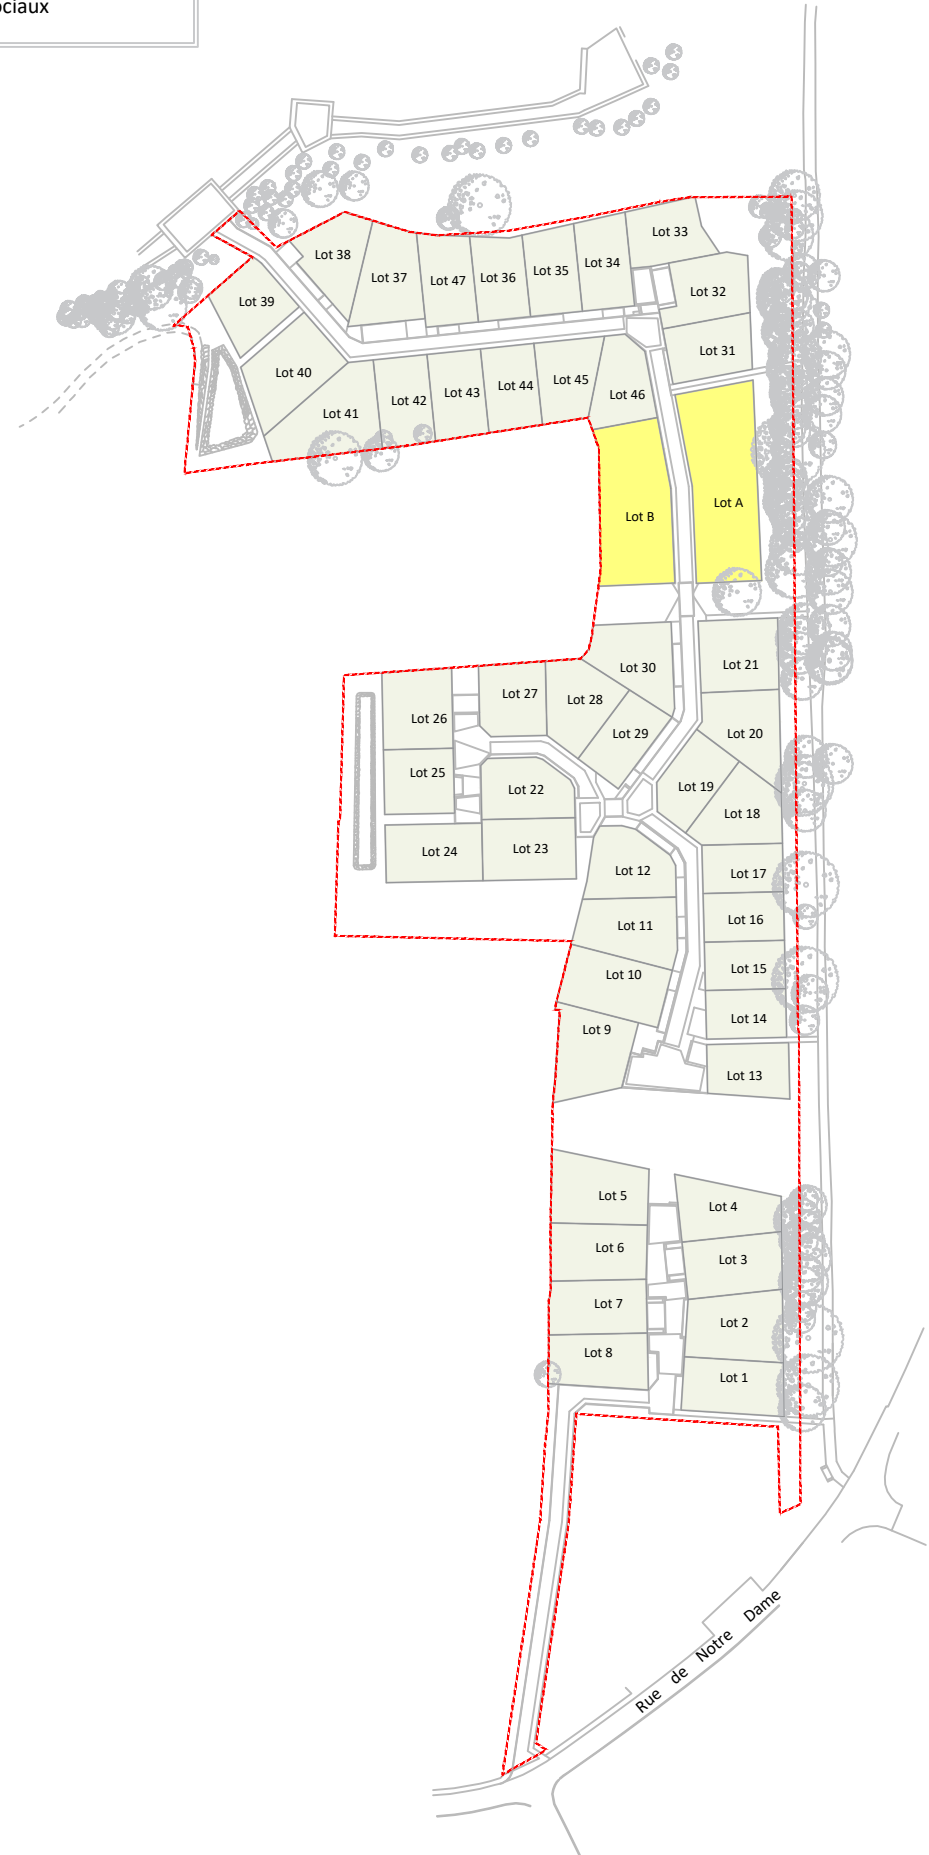 Lot 33
Lot 38
Lot 34
Lot 35
Lot 37
Lot 47
Lot 36
Lot 32
Lot 39
Lot 31
Lot 40
Lot 45
Lot 44
Lot 43
Lot 46
Lot 42
Lot 41
Lot A
Lot B
Lot 21
Lot 30
Lot 27
Lot 28
Lot 26
Lot 29
Lot 20
Lot 25
Lot 19
Lot 22
Lot 18
Lot 23
Lot 24
Lot 12
Lot 17
Lot 16
Lot 11
Lot 15
Lot 10
Lot 14
Lot 9
Lot 13
Lot 5
Lot 4
Lot 6
Lot 3
Lot 7
Lot 2
Lot 8
Lot 1
Rue de Notre Dame